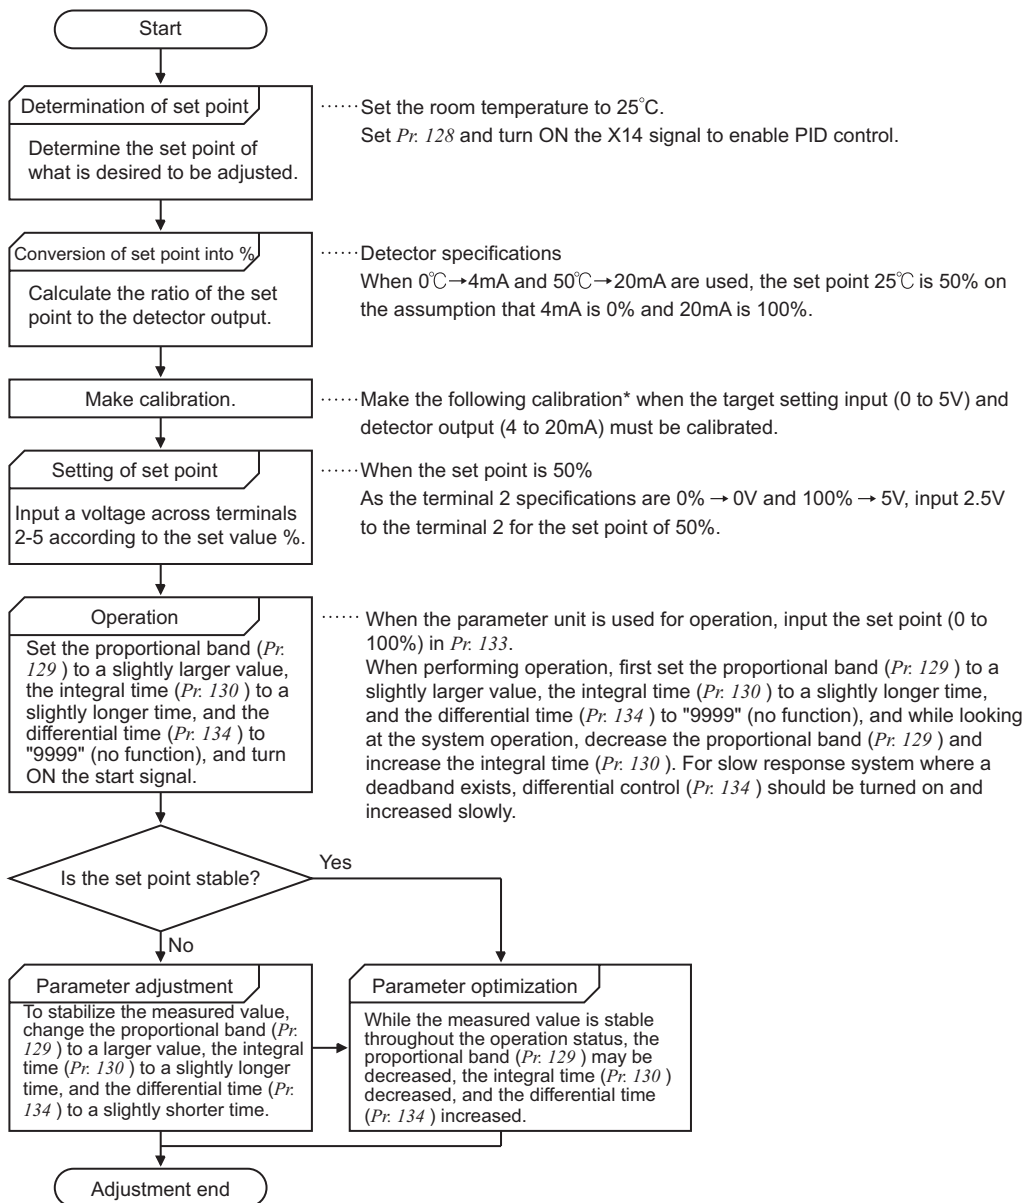 Start
Determination of set point
Determine the set point of
what is desired to be adjusted.
······Set the room temperature to 25°C.
Set Pr. 128 and turn ON the X14 signal to enable PID control.
Conversion of set point into %
Calculate the ratio of the set
point to the detector output.
······Detector specifications
When 0℃→4mA and 50℃→20mA are used, the set point 25℃ is 50% on
the assumption that 4mA is 0% and 20mA is 100%.
Make calibration.
······Make the following calibration* when the target setting input (0 to 5V) and
detector output (4 to 20mA) must be calibrated.
Setting of set point
Input a voltage across terminals
2-5 according to the set value %.
······When the set point is 50%
As the terminal 2 specifications are 0% → 0V and 100% → 5V, input 2.5V
to the terminal 2 for the set point of 50%.
Operation
Set the proportional band (Pr.
129 ) to a slightly larger value,
the integral time (Pr. 130 ) to a
slightly longer time, and the
differential time (Pr. 134 ) to
"9999" (no function), and turn
ON the start signal.
······ When the parameter unit is used for operation, input the set point (0 to
100%) in Pr. 133.
When performing operation, first set the proportional band (Pr. 129 ) to a
slightly larger value, the integral time (Pr. 130 ) to a slightly longer time,
and the differential time (Pr. 134 ) to "9999" (no function), and while looking
at the system operation, decrease the proportional band (Pr. 129 ) and
increase the integral time (Pr. 130 ). For slow response system where a
deadband exists, differential control (Pr. 134 ) should be turned on and
increased slowly.
Is the set point stable?
Yes
No
Parameter adjustment
To stabilize the measured value,
change the proportional band (Pr.
129 ) to a larger value, the integral
time (Pr. 130 ) to a slightly longer
time, and the differential time (Pr.
134 ) to a slightly shorter time.
Parameter optimization
While the measured value is stable
throughout the operation status, the
proportional band (Pr. 129 ) may be
decreased, the integral time (Pr. 130 )
decreased, and the differential time
(Pr. 134 ) increased.
Adjustment end